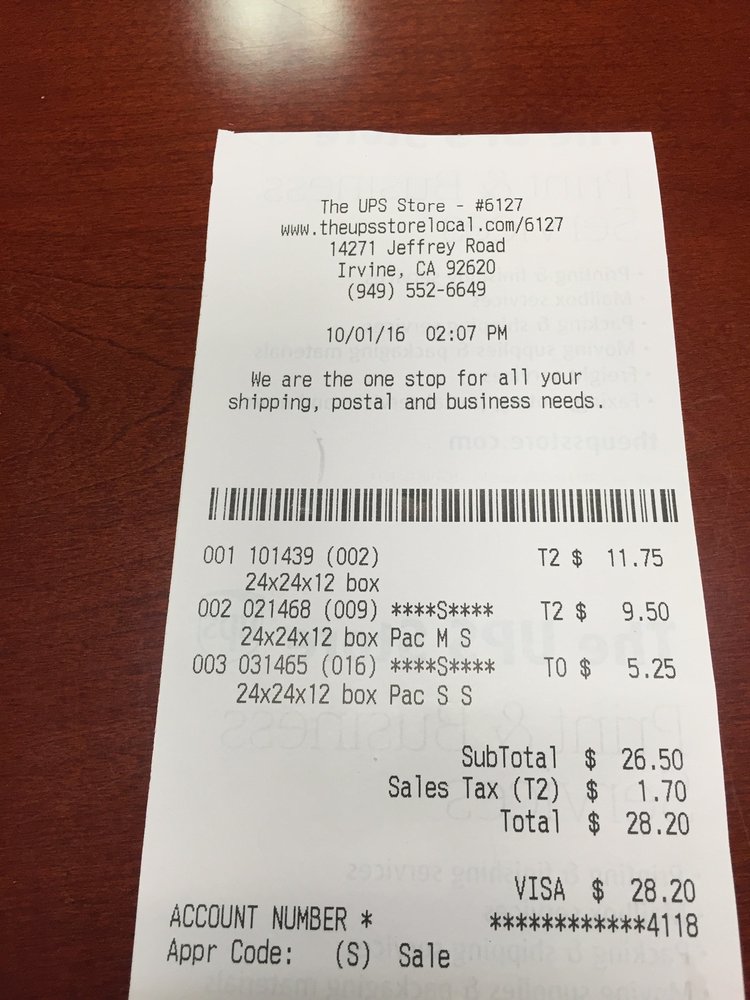 The UPS Store - #6127
www.theupsstorelocal.com/6127
14271 Jeffrey Road
Irvine, CA 92620
(949) 552-6649
10/01/16 02:07 PM
We are the one stop for all your
shipping, postal and business needs.
001 101439 (002) T2 $ 11.75
24x24x12 box
002 021468 (009) ****S**** T2 $ 9.50
24x24x12 box Pac M S
003 031465 (016) ****S**** T0 $ 5.25
24x24x12 box Pac S S
SubTotal $ 26.50
Sales Tax (T2) $ 1.70
Total $ 28.20
VISA $ 28.20
ACCOUNT NUMBER * ************4118
Appr Code: (S) Sale